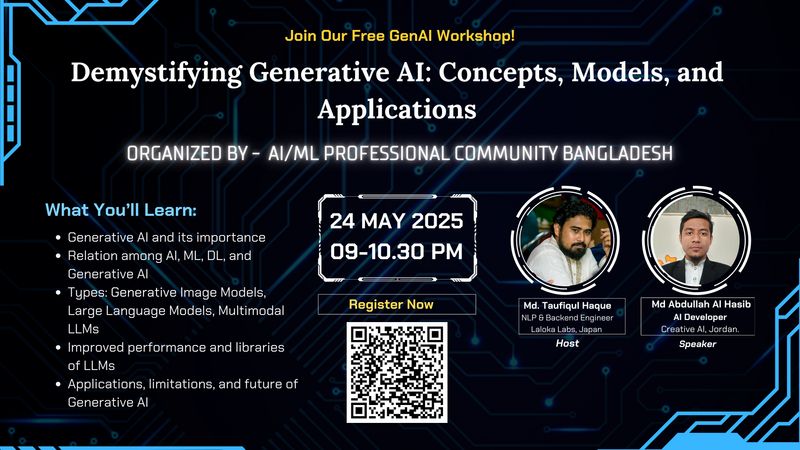 Join Our Free GenAI Workshop!
Demystifying Generative AI: Concepts, Models, and
Applications
ORGANIZED BY - AI/ML PROFESSIONAL COMMUNITY BANGLADESH
What You'll Learn:
• Generative AI and its importance
• Relation among AI, ML, DL, and
Generative AI
• Types: Generative Image Models,
Large Language Models, Multimodal
LLMs
• Improved performance and libraries
of LLMs
• Applications, limitations, and future of
Generative AI
24 MAY 2025
09-10.30 PM
Register Now
Md. Taufiqul Haque
NLP & Backend Engineer
Laloka Labs, Japan
Host
Md Abdullah Al Hasib
AI Developer
Creative AI, Jordan.
Speaker